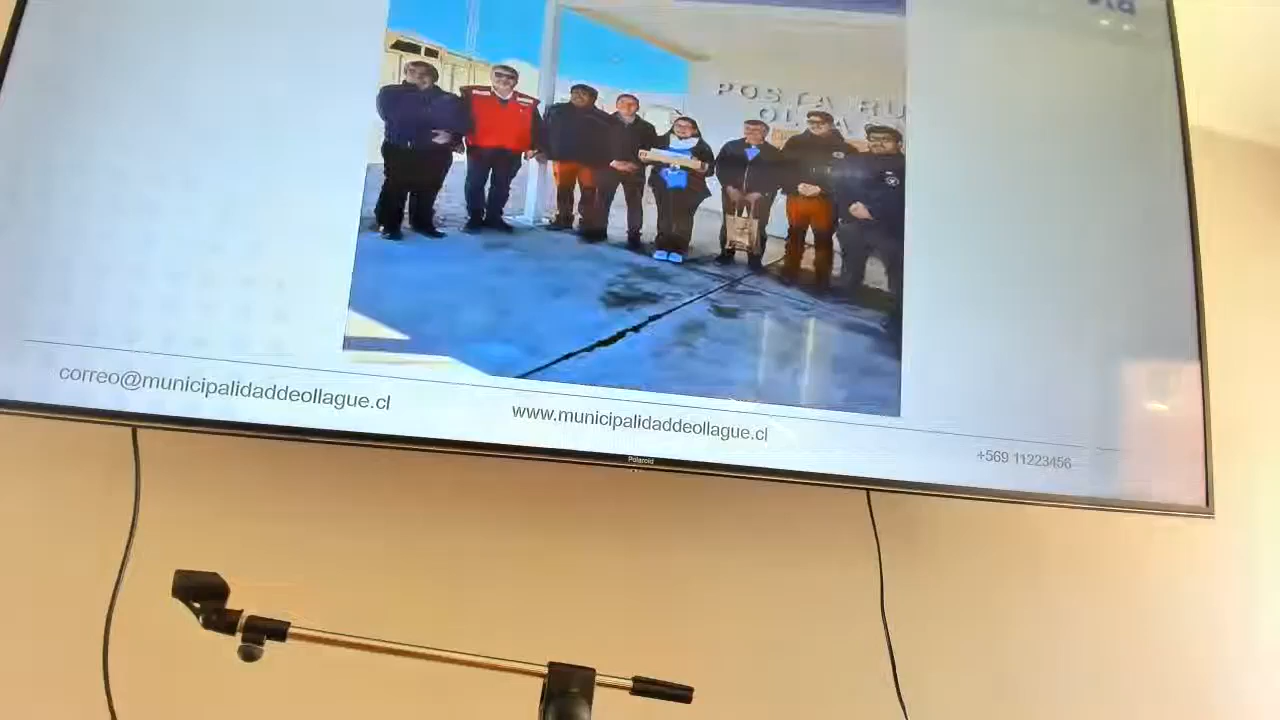 POSTA RU
correo@municipalidaddeollague.cl
www.municipalidaddeollague.cl
+569 11223456
Polaroid